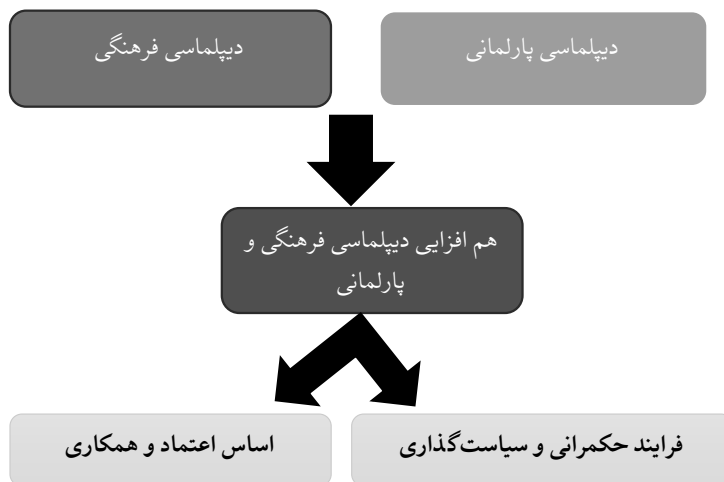 دیپلماسی پارلمانی
دیپلماسی فرهنگی
هم افزایی دیپلماسی فرهنگی و
پارلمانی
فرایند حکمرانی و سیاست‌گذاری
اساس اعتماد و همکاری